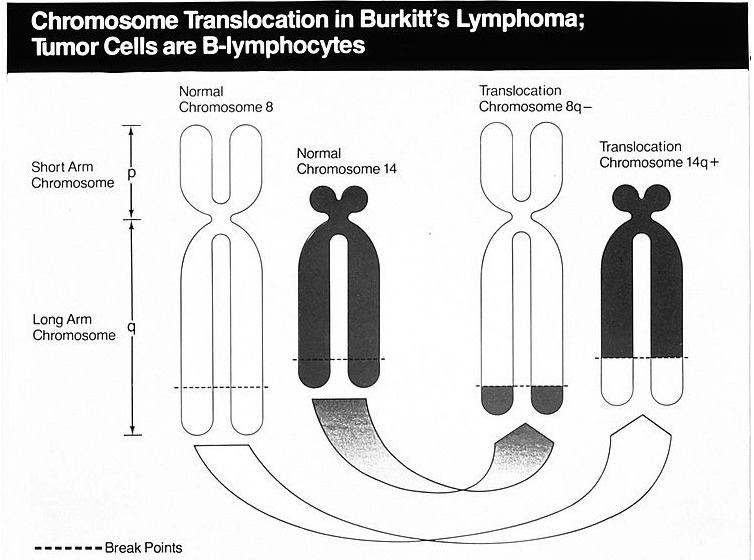 Chromosome Translocation in Burkitt's Lymphoma;
Tumor Cells are B-lymphocytes
Normal
Chromosome 8
Translocation
Chromosome 8q−
Normal
Chromosome 14
Translocation
Chromosome 14q+
Short Arm
Chromosome
p
Long Arm
Chromosome
q
Break Points